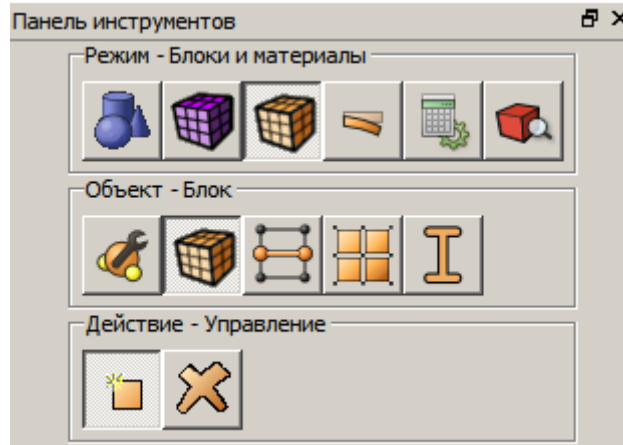 Панель инструментов
Режим - Блоки и материалы
Объект - Блок
Действие - Управление